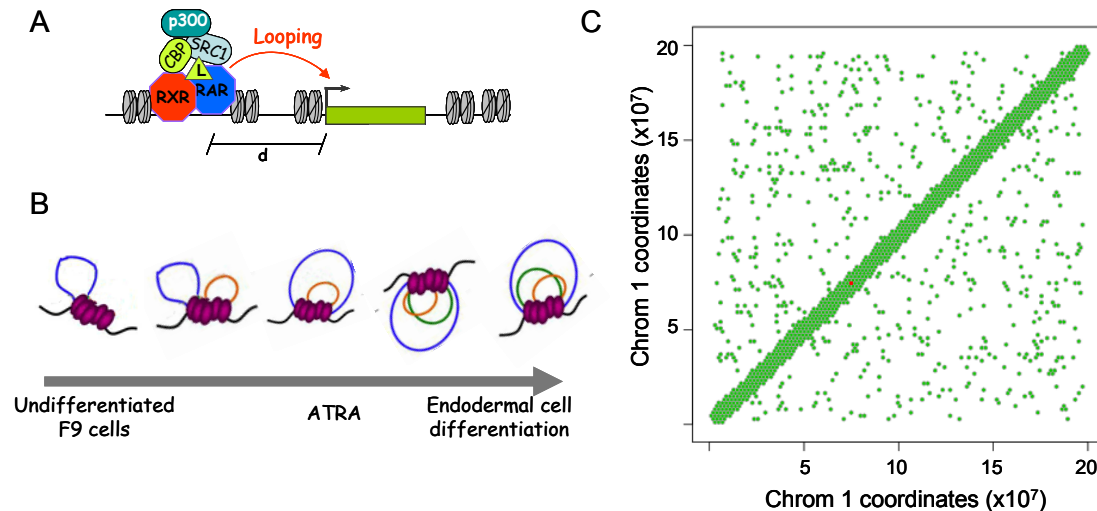 A
p300
CBP
SRC1
L
RXR
RAR
Looping
d
B
Undifferentiated
F9 cells
ATRA
Endodermal cell
differentiation
C
Chrom 1 coordinates (x10⁷)
20
15
10
5
5
10
15
20
Chrom 1 coordinates (x10⁷)